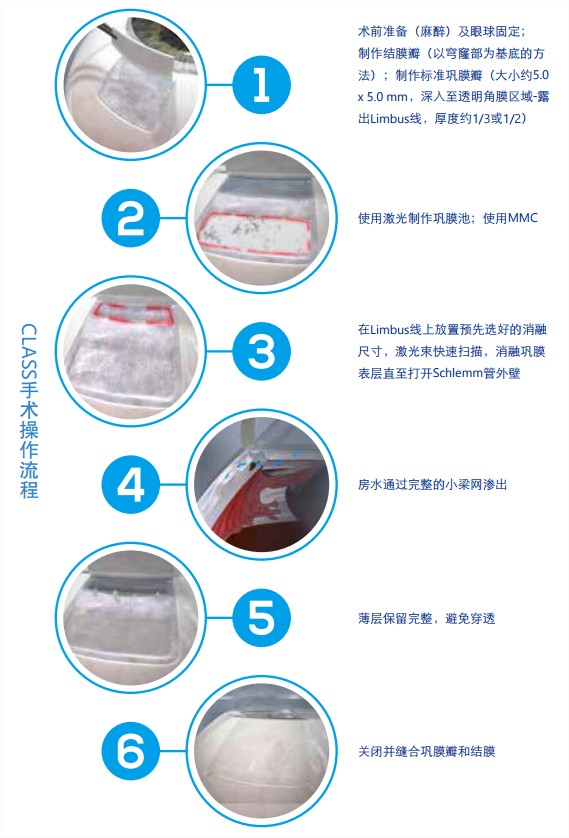 CLASS手术操作流程
1
术前准备（麻醉）及眼球固定；
制作结膜瓣（以穹窿部为基底的方
法）；制作标准巩膜瓣（大小约5.0
x 5.0 mm，深入至透明角膜区域-露
出Limbus线，厚度约1/3或1/2）
2
使用激光制作巩膜池；使用MMC
3
在Limbus线上放置预先选好的消融
尺寸，激光束快速扫描，消融巩膜
表层直至打开Schlemm管外壁
4
房水通过完整的小梁网渗出
5
薄层保留完整，避免穿透
6
关闭并缝合巩膜瓣和结膜